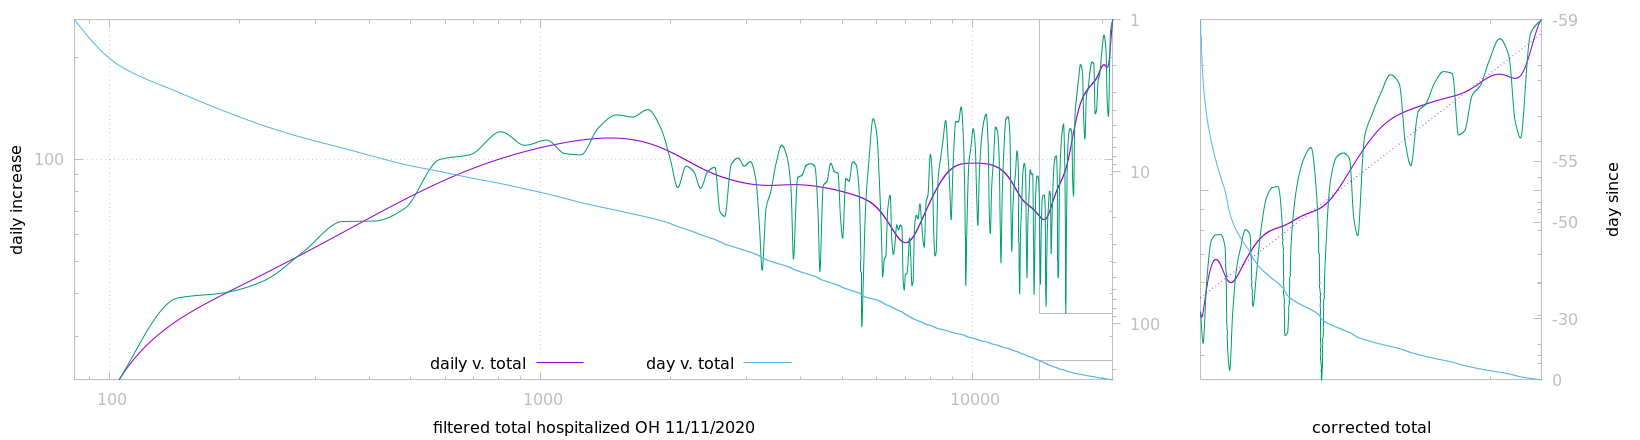 1
-59
100
10
-55
-50
daily increase
day since
100
-30
daily v. total
day v. total
0
100
1000
10000
filtered total hospitalized OH 11/11/2020
corrected total